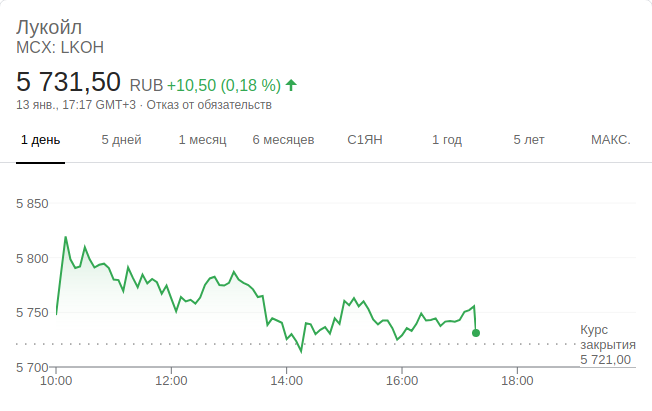 Лукойл
MCX: LKOH
5 731,50 RUB +10,50 (0,18 %)
13 янв., 17:17 GMT+3 · Отказ от обязательств
1 день 5 дней 1 месяц 6 месяцев С1ЯН 1 год 5 лет МАКС.
5 850
5 800
5 750
5 700
Курс
закрытия
5 721,00
10:00 12:00 14:00 16:00 18:00